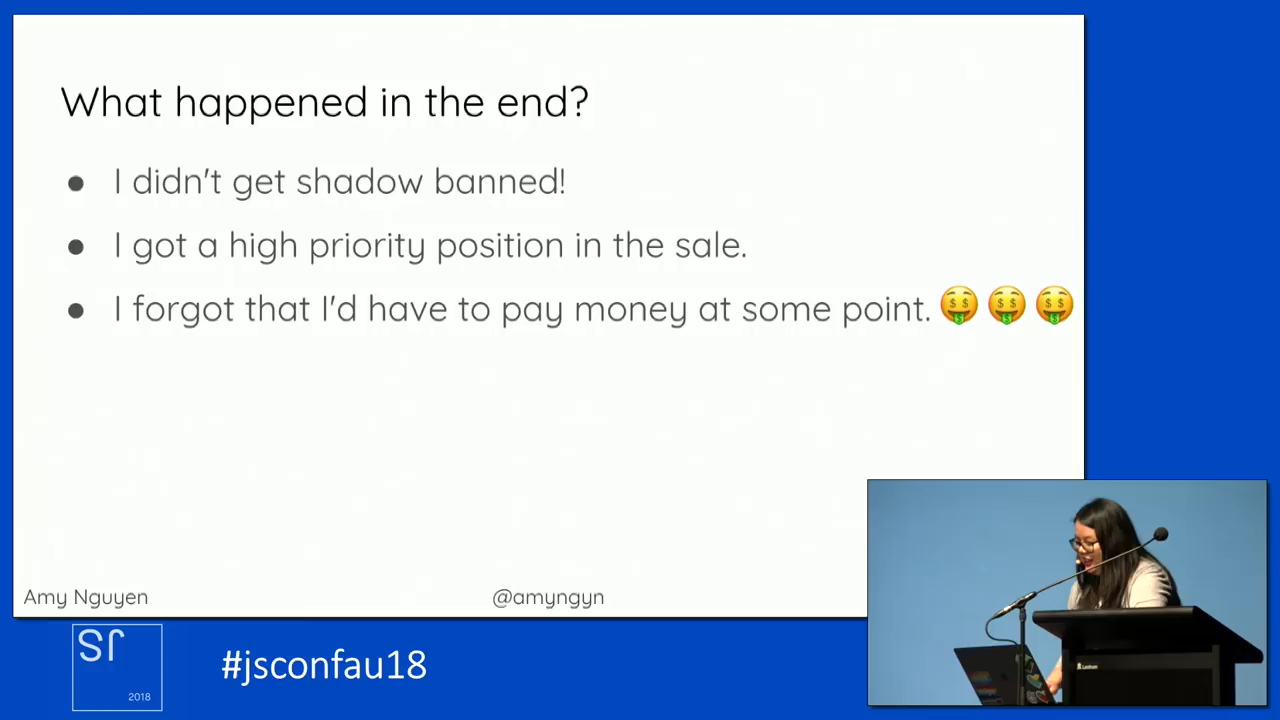 What happened in the end?
● I didn't get shadow banned!
● I got a high priority position in the sale.
● I forgot that I'd have to pay money at some point. 🤑 🤑 🤑
Amy Nguyen
@amyngyn
2018
#jsconfau18